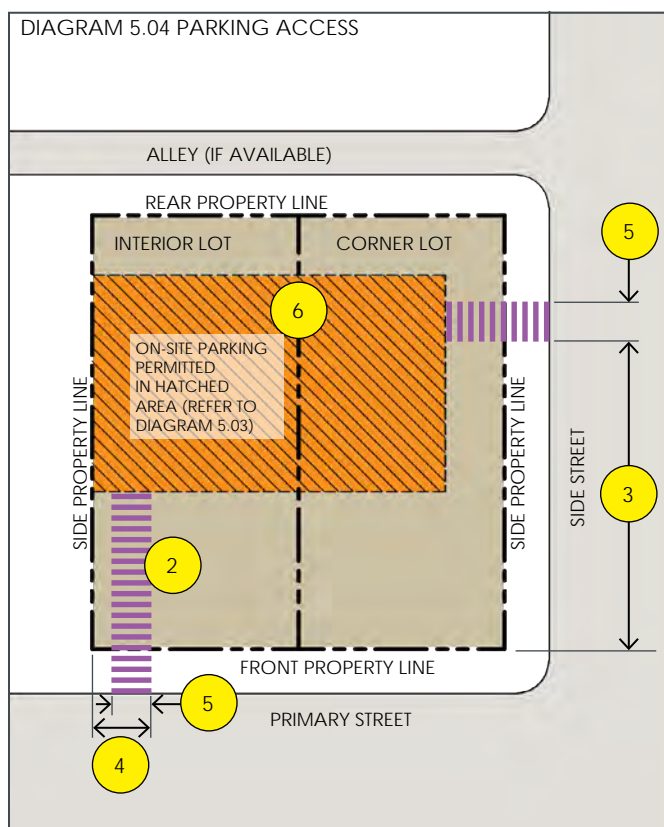 DIAGRAM 5.04 PARKING ACCESS
ALLEY (IF AVAILABLE)
REAR PROPERTY LINE
INTERIOR LOT
CORNER LOT
5
6
ON-SITE PARKING
PERMITTED
IN HATCHED
AREA (REFER TO
DIAGRAM 5.03)
SIDE PROPERTY LINE
SIDE PROPERTY LINE
SIDE STREET
3
2
FRONT PROPERTY LINE
5
PRIMARY STREET
4